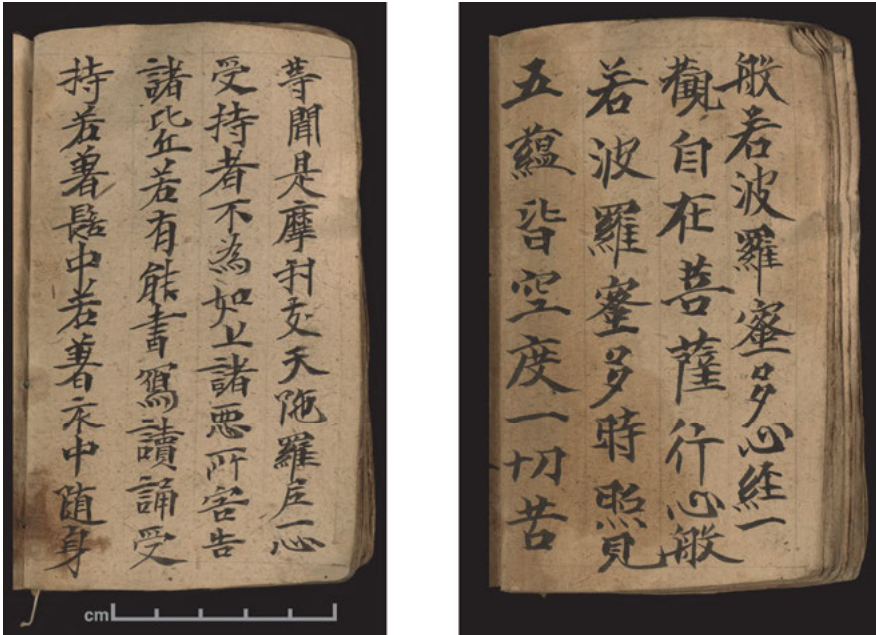 等聞是摩利支天陁羅尼一心
受持者不為如上諸惡所害告
諸比丘若有能書寫讀誦受
持若著髻中若著衣中随身
cm
般若波羅蜜多心經一
觀自在菩薩行心般
若波羅蜜多時照見
五蘊皆空度一切苦